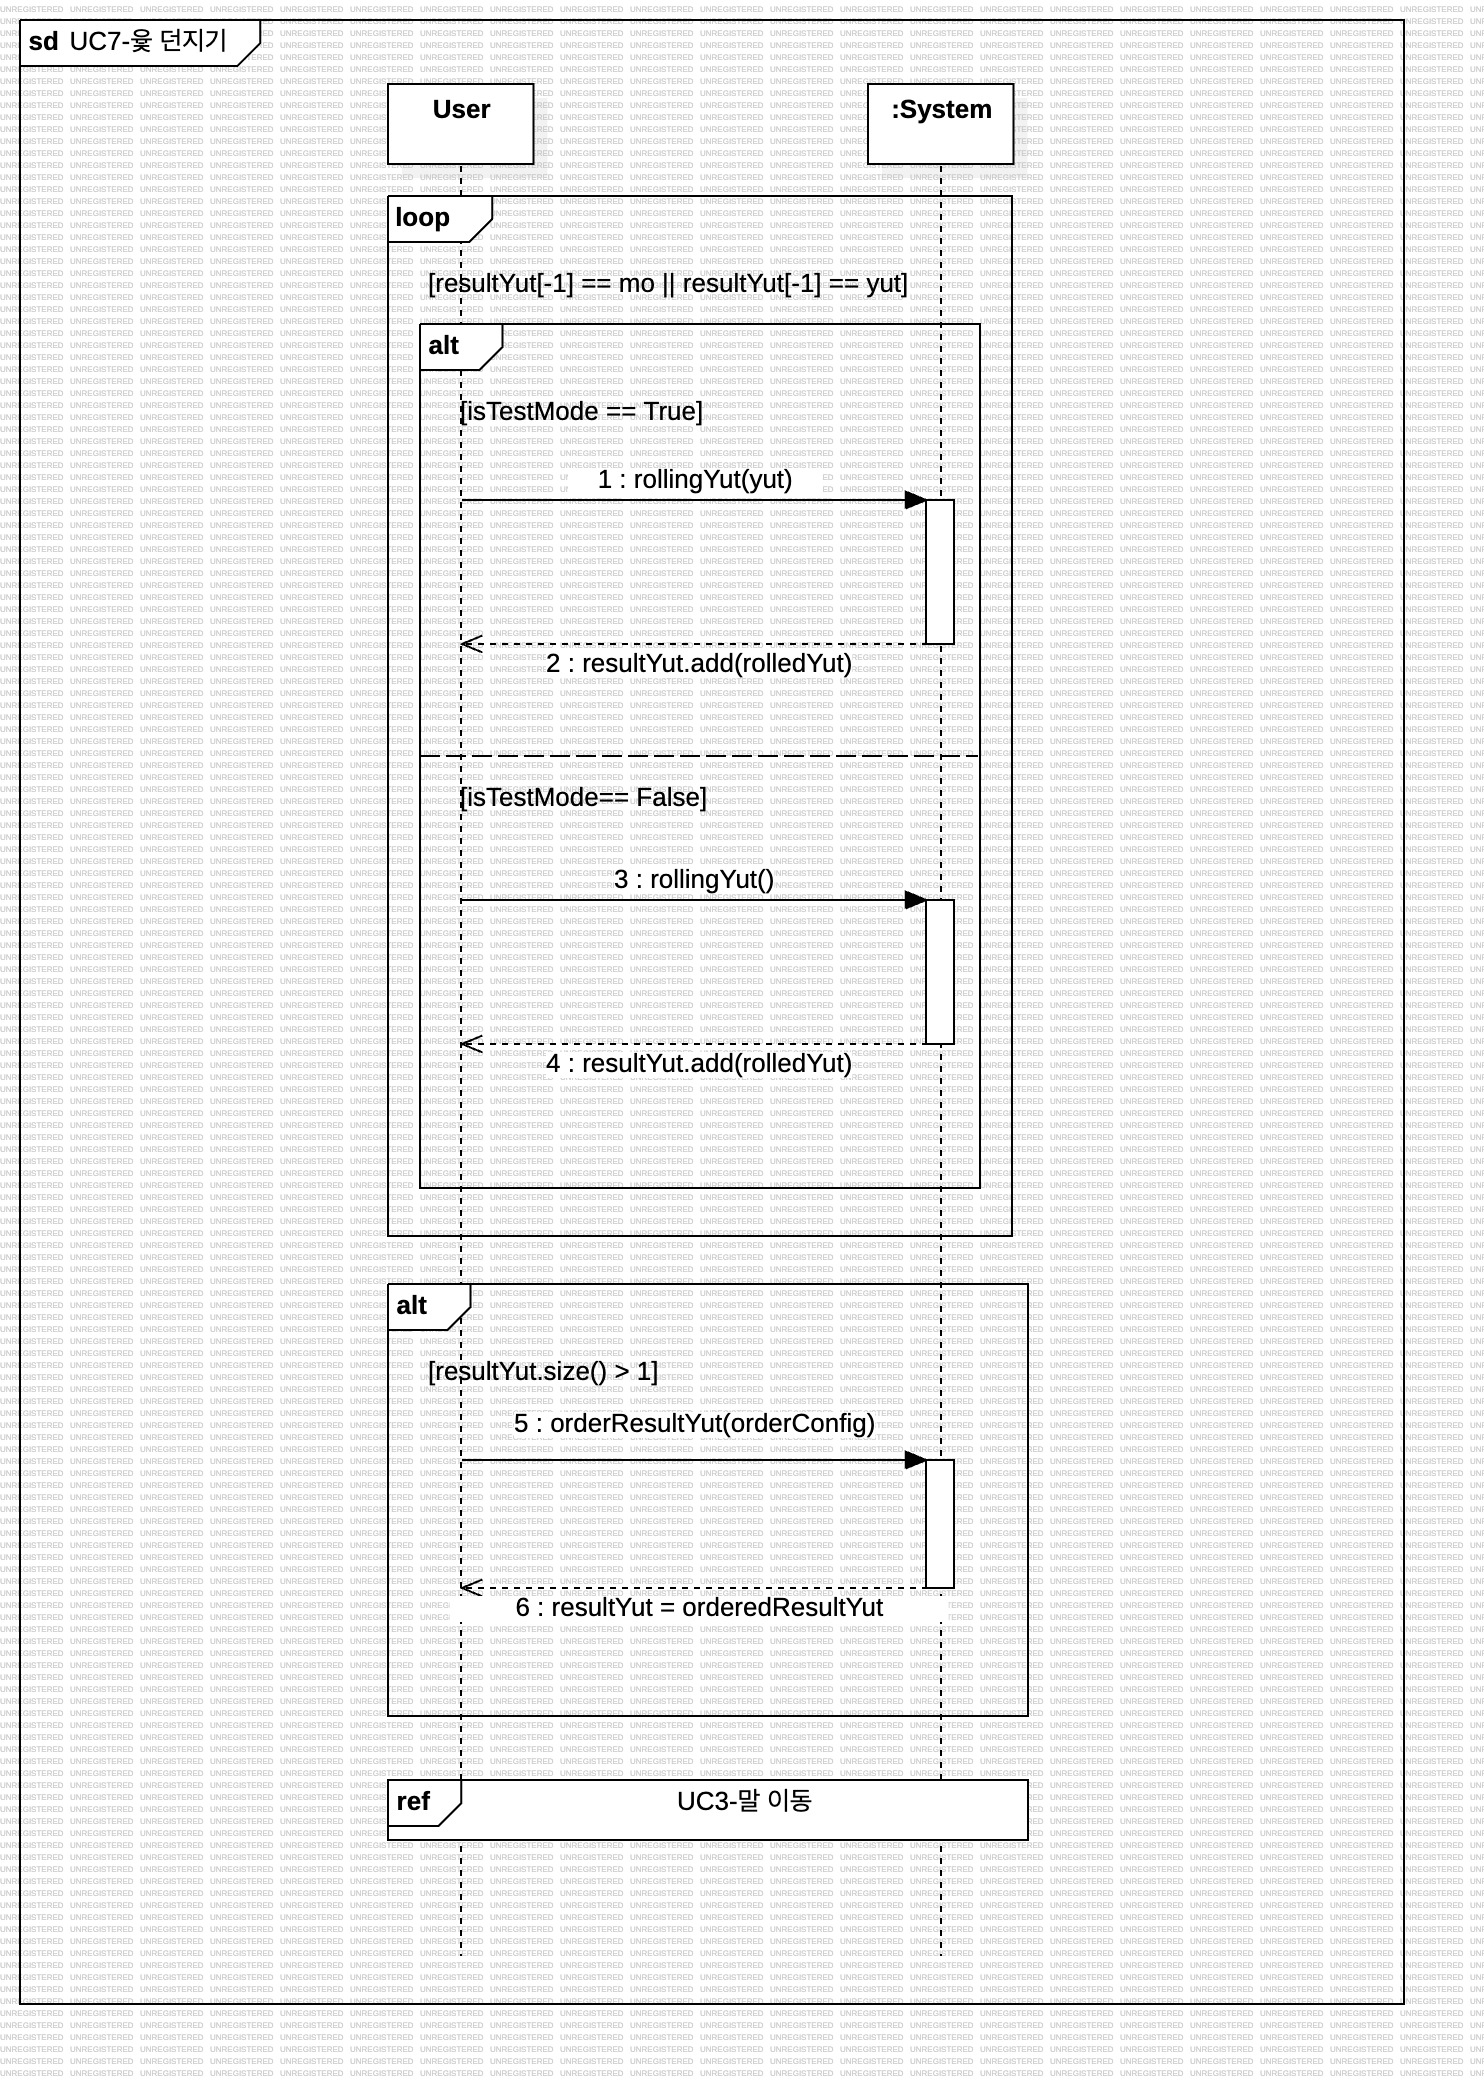 sd UC7-윷 던지기
User
:System
loop
[resultYut[-1] == mo || resultYut[-1] == yut]
alt
[isTestMode == True]
1 : rollingYut(yut)
2 : resultYut.add(rolledYut)
[isTestMode== False]
3 : rollingYut()
4 : resultYut.add(rolledYut)
alt
[resultYut.size() > 1]
5 : orderResultYut(orderConfig)
6 : resultYut = orderedResultYut
ref
UC3-말 이동
UNREGISTERED